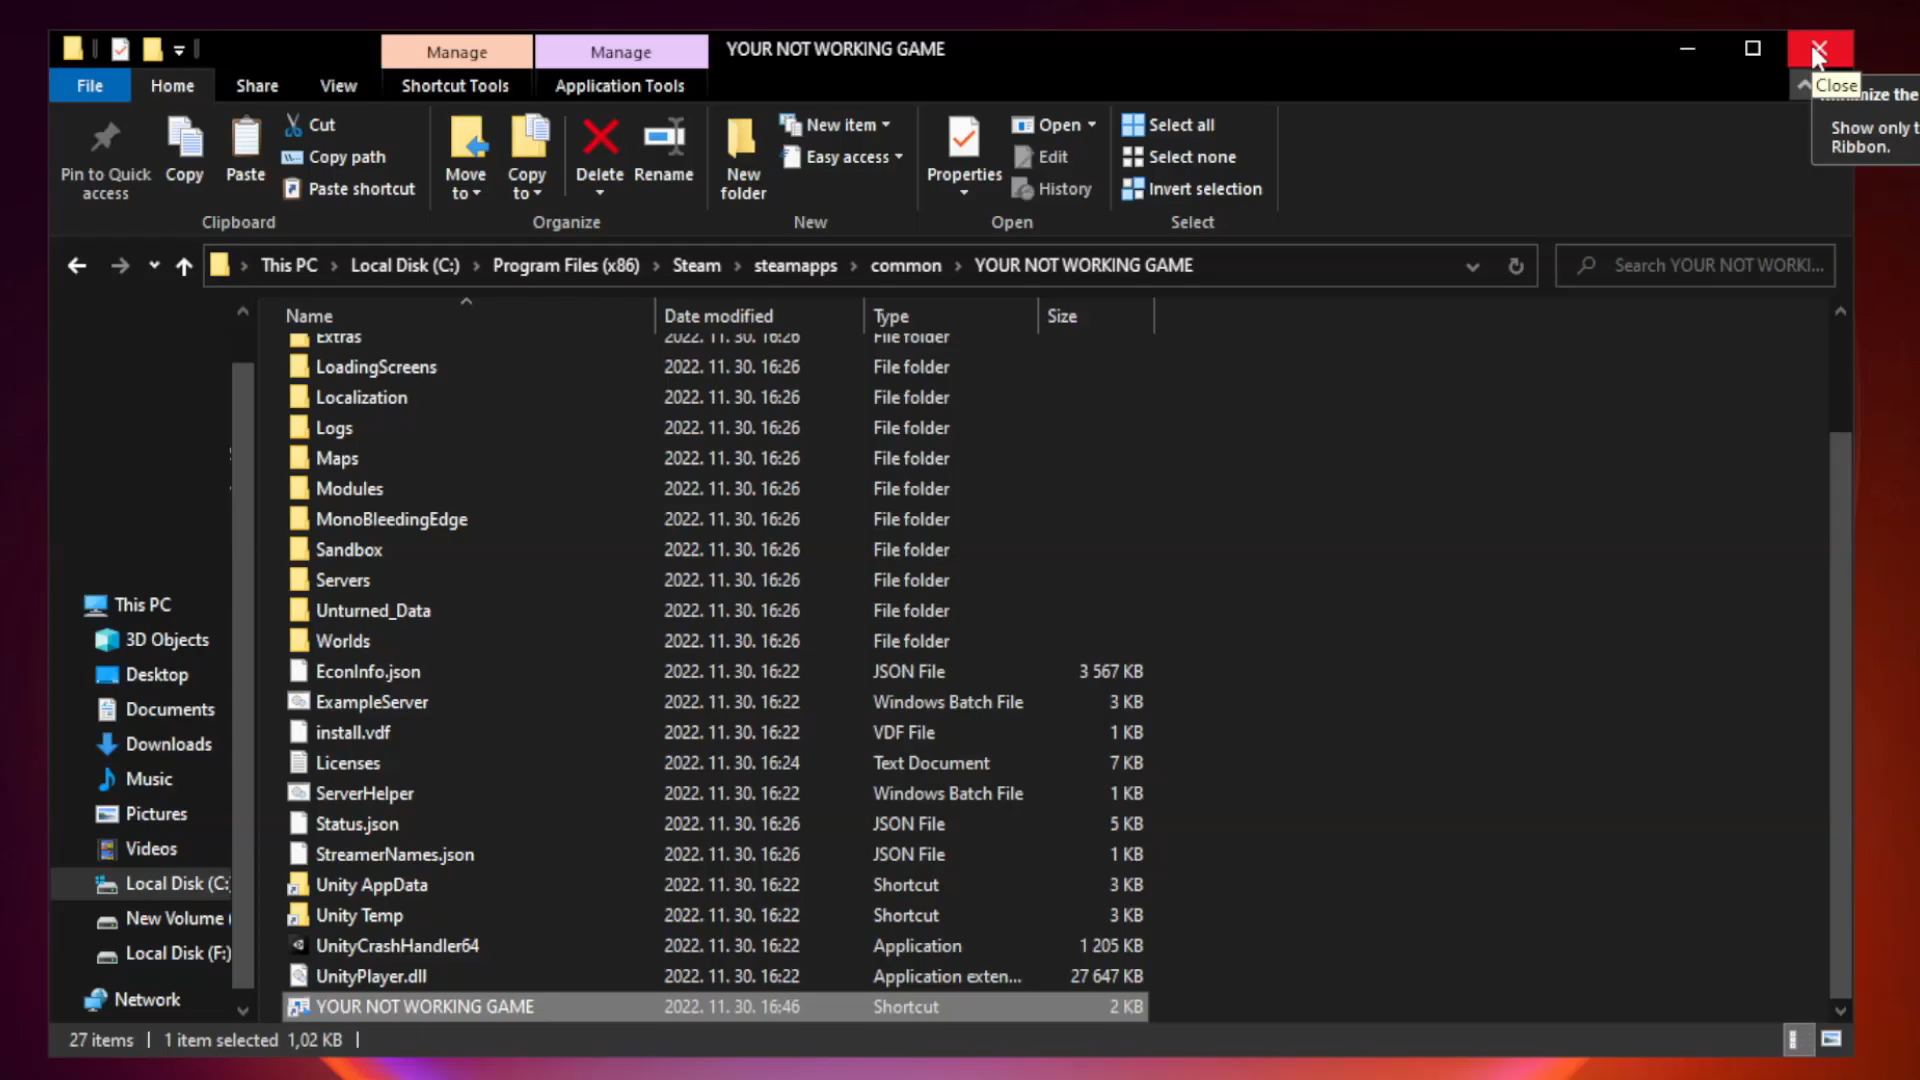 Manage
Manage
YOUR NOT WORKING GAME
File
Home
Share
View
Shortcut Tools
Application Tools
Close
the
Show only t
Ribbon.
Pin to Quick
access
Copy
Paste
Cut
Copy path
Paste shortcut
Clipboard
Move
to
Copy
to
Delete
Rename
Organize
New
folder
New item
Easy access
New
Properties
Open
Edit
History
Open
Select all
Select none
Invert selection
Select
This PC
Local Disk (C:)
Program Files (x86)
Steam
steamapps
common
YOUR NOT WORKING GAME
Search YOUR NOT WORKI...
Name
Date modified
Type
Size
Extras 2022. 11. 30. 16:26 File folder
LoadingScreens 2022. 11. 30. 16:26 File folder
Localization 2022. 11. 30. 16:26 File folder
Logs 2022. 11. 30. 16:26 File folder
Maps 2022. 11. 30. 16:26 File folder
Modules 2022. 11. 30. 16:26 File folder
MonoBleedingEdge 2022. 11. 30. 16:26 File folder
Sandbox 2022. 11. 30. 16:26 File folder
Servers 2022. 11. 30. 16:26 File folder
Unturned_Data 2022. 11. 30. 16:26 File folder
Worlds 2022. 11. 30. 16:26 File folder
EconInfo.json 2022. 11. 30. 16:22 JSON File 3 567 KB
ExampleServer 2022. 11. 30. 16:22 Windows Batch File 3 KB
install.vdf 2022. 11. 30. 16:22 VDF File 1 KB
Licenses 2022. 11. 30. 16:24 Text Document 7 KB
ServerHelper 2022. 11. 30. 16:22 Windows Batch File 1 KB
Status.json 2022. 11. 30. 16:26 JSON File 5 KB
StreamerNames.json 2022. 11. 30. 16:26 JSON File 1 KB
Unity AppData 2022. 11. 30. 16:22 Shortcut 3 KB
Unity Temp 2022. 11. 30. 16:22 Shortcut 3 KB
UnityCrashHandler64 2022. 11. 30. 16:22 Application 1 205 KB
UnityPlayer.dll 2022. 11. 30. 16:22 Application exten... 27 647 KB
YOUR NOT WORKING GAME 2022. 11. 30. 16:46 Shortcut 2 KB
This PC
3D Objects
Desktop
Documents
Downloads
Music
Pictures
Videos
Local Disk (C:)
New Volume (
Local Disk (F:)
Network
27 items
1 item selected 1,02 KB